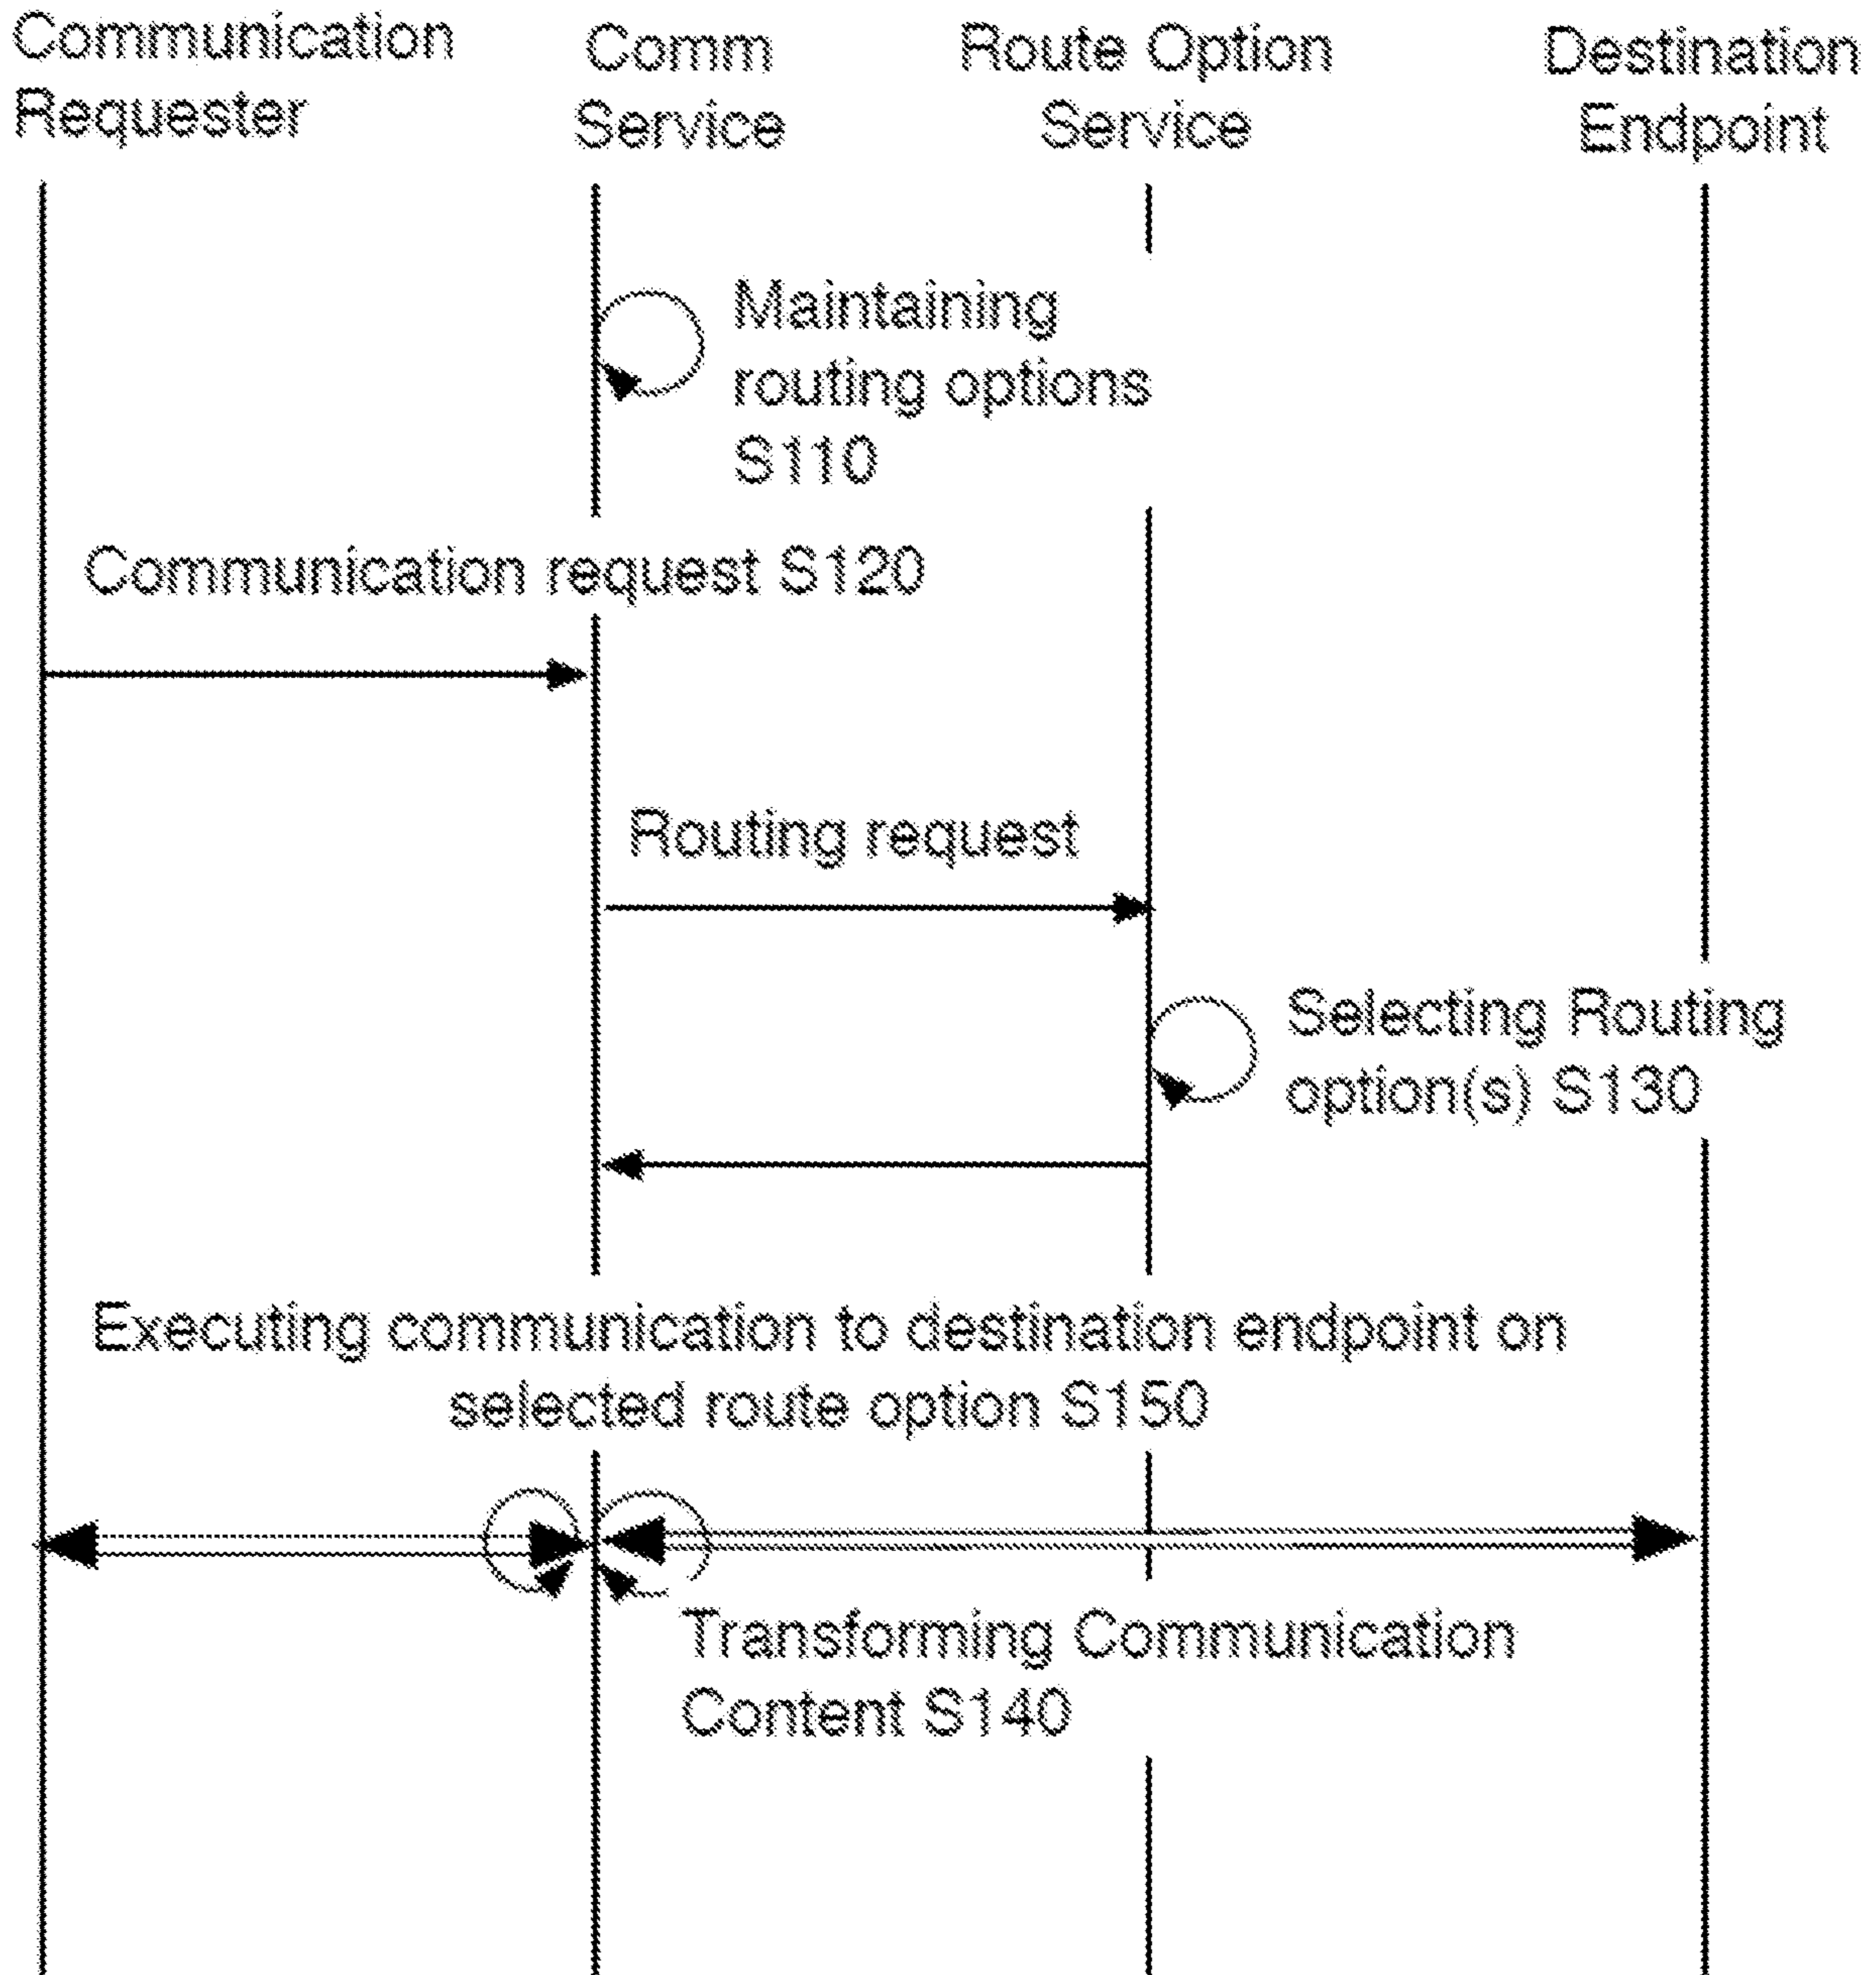 Communication
Requester
Comm
Service
Route Option
Service
Destination
Endpoint
Maintaining
routing options
S110
Communication request S120
Routing request
Selecting Routing
option(s) S130
Executing communication to destination endpoint on
selected route option S150
Transforming Communication
Content S140